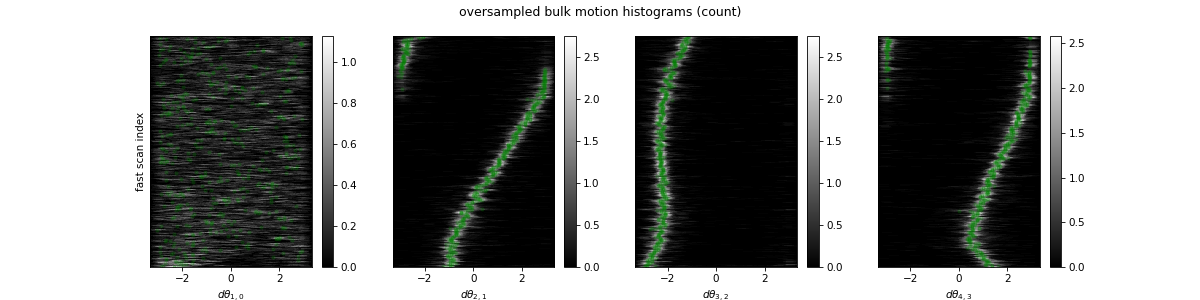 oversampled bulk motion histograms (count)
fast scan index
−2 0 2
dθ1,0
0.0 0.2 0.4 0.6 0.8 1.0
−2 0 2
dθ2,1
0.0 0.5 1.0 1.5 2.0 2.5
−2 0 2
dθ3,2
0.0 0.5 1.0 1.5 2.0 2.5
−2 0 2
dθ4,3
0.0 0.5 1.0 1.5 2.0 2.5